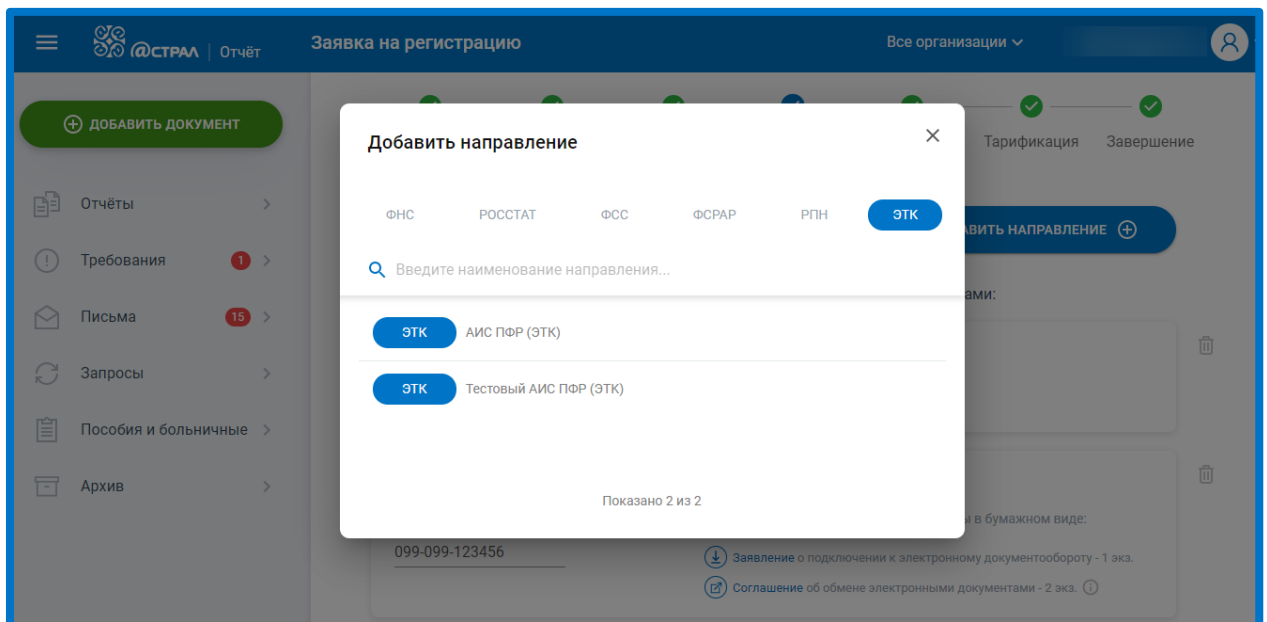 @СТРАЛ | Отчёт
Заявка на регистрацию
Все организации
ДОБАВИТЬ ДОКУМЕНТ
Отчёты
Требования 1
Письма 15
Запросы
Пособия и больничные
Архив
Тарификация Завершение
Добавить направление
ФНС РОССТАТ ФСС ФСРАР РПН ЭТК
Введите наименование направления...
ЭТК АИС ПФР (ЭТК)
ЭТК Тестовый АИС ПФР (ЭТК)
Показано 2 из 2
АВИТЬ НАПРАВЛЕНИЕ
ами:
ы в бумажном виде:
099-099-123456
Заявление о подключении к электронному документообороту - 1 экз.
Соглашение об обмене электронными документами - 2 экз.